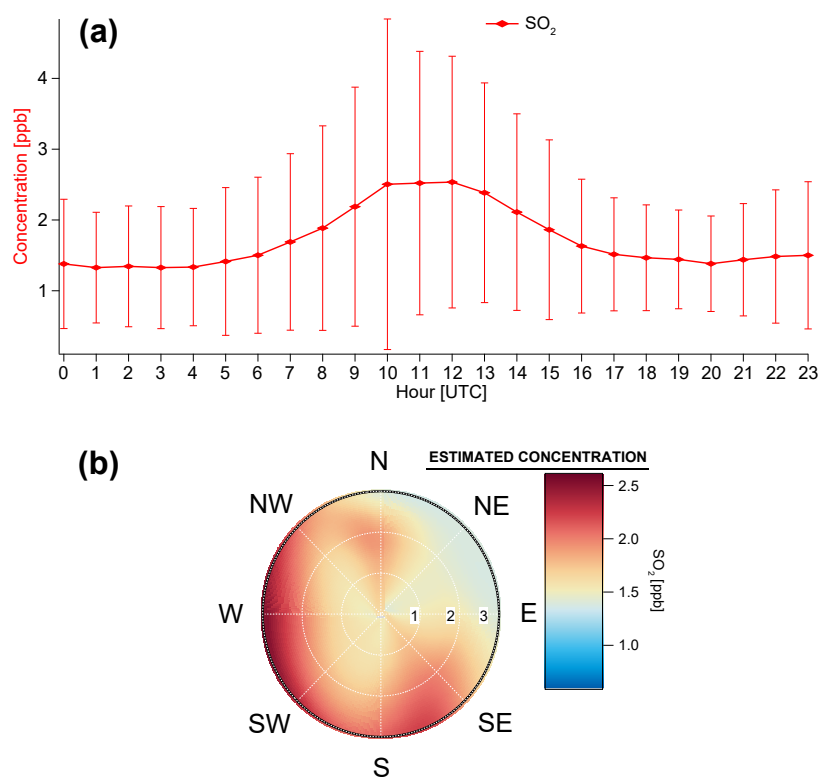 (a)
SO2
Concentration [ppb]
4
3
2
1
0 1 2 3 4 5 6 7 8 9 10 11 12 13 14 15 16 17 18 19 20 21 22 23
Hour [UTC]
(b)
ESTIMATED CONCENTRATION
N
NW
NE
W
E
SW
SE
S
1 2 3
2.5
2.0
1.5
1.0
SO2 [ppb]